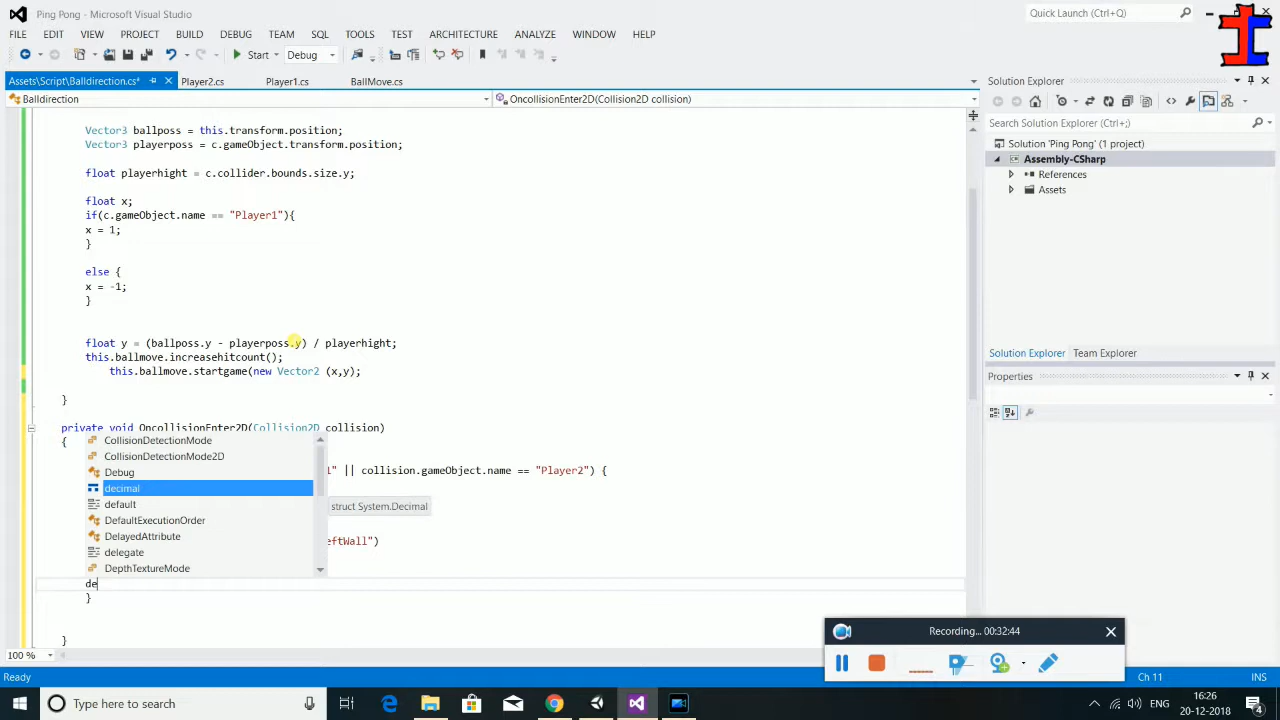 Ping Pong - Microsoft Visual Studio
Quick Launch (Ctrl+Q)
FILE EDIT VIEW PROJECT BUILD DEBUG TEAM SQL TOOLS TEST ARCHITECTURE ANALYZE WINDOW HELP
Start Debug
Assets\Script\Balldirection.cs* Player2.cs Player1.cs BallMove.cs
Solution Explorer
Balldirection OncollisionEnter2D(Collision2D collision)
Search Solution Explorer (Ctrl+;)
Solution 'Ping Pong' (1 project)
Assembly-CSharp
References
Assets
Vector3 ballposs = this.transform.position;
Vector3 playerposs = c.gameObject.transform.position;
float playerhight = c.collider.bounds.size.y;
float x;
if(c.gameObject.name == "Player1"){
x = 1;
}
else {
x = -1;
}
float y = (ballposs.y - playerposs.y) / playerhight;
this.ballmove.increasehitcount();
this.ballmove.startgame(new Vector2 (x,y);
}
private void OncollisionEnter2D(Collision2D collision)
{
1" || collision.gameObject.name == "Player2") {
eftWall")
de
}
}
CollisionDetectionMode
CollisionDetectionMode2D
Debug
decimal
default
DefaultExecutionOrder
DelayedAttribute
delegate
DepthTextureMode
struct System.Decimal
Solution Explorer Team Explorer
Properties
100 %
Recording... 00:32:44
Ready
Ch 11
INS
Type here to search
ENG
16:26
20-12-2018
4